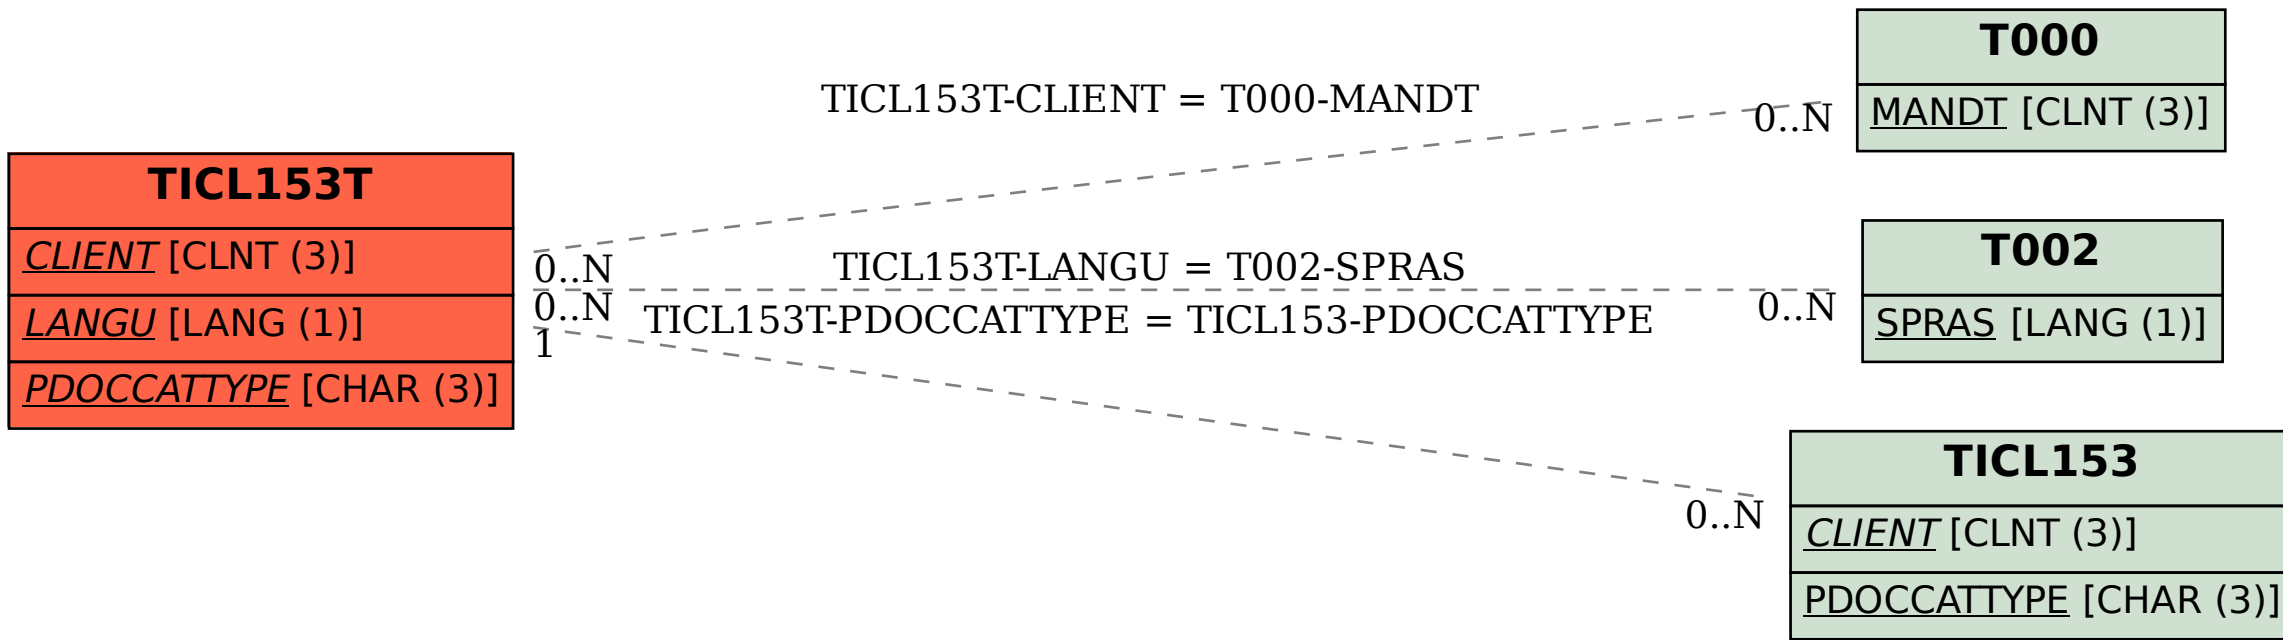 TICL153T
CLIENT [CLNT (3)]
LANGU [LANG (1)]
PDOCCATTYPE [CHAR (3)]
TICL153T-CLIENT = T000-MANDT
0..N
0..N
TICL153T-LANGU = T002-SPRAS
0..N
0..N
TICL153T-PDOCCATTYPE = TICL153-PDOCCATTYPE
1
0..N
T000
MANDT [CLNT (3)]
T002
SPRAS [LANG (1)]
TICL153
CLIENT [CLNT (3)]
PDOCCATTYPE [CHAR (3)]